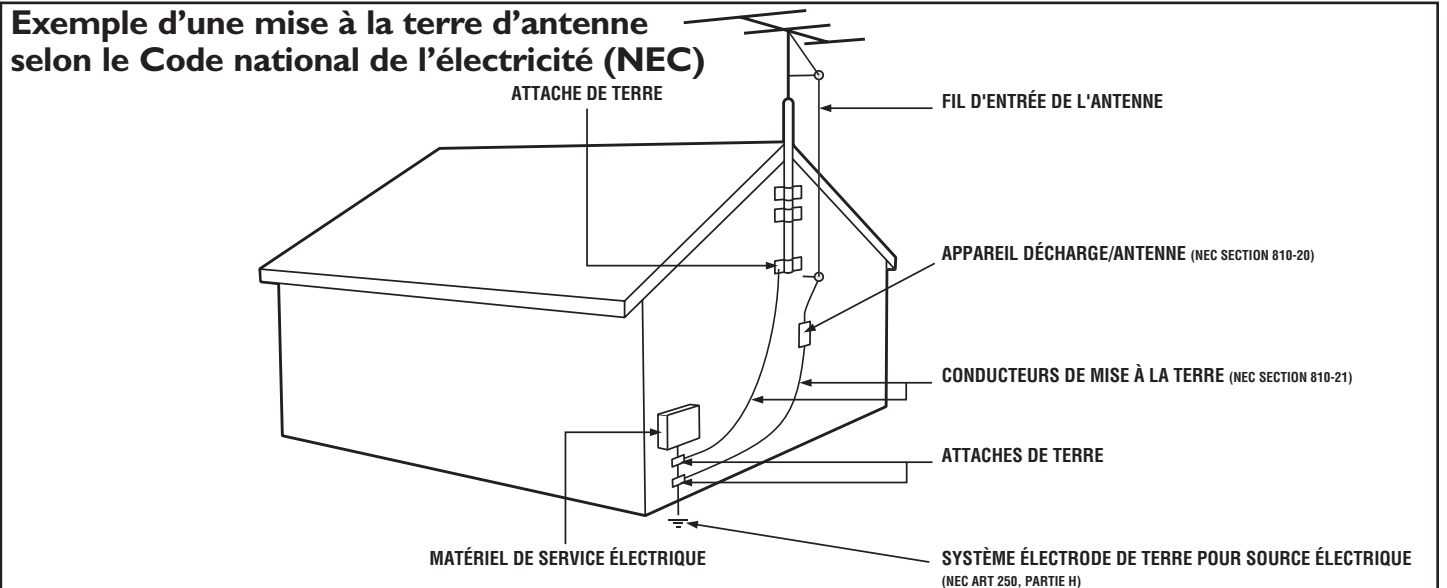 Exemple d'une mise à la terre d'antenne
selon le Code national de l'électricité (NEC)
ATTACHE DE TERRE
FIL D'ENTRÉE DE L'ANTENNE
APPAREIL DÉCHARGE/ANTENNE (NEC SECTION 810-20)
CONDUCTEURS DE MISE À LA TERRE (NEC SECTION 810-21)
ATTACHES DE TERRE
MATÉRIEL DE SERVICE ÉLECTRIQUE
SYSTÈME ÉLECTRODE DE TERRE POUR SOURCE ÉLECTRIQUE
(NEC ART 250, PARTIE H)